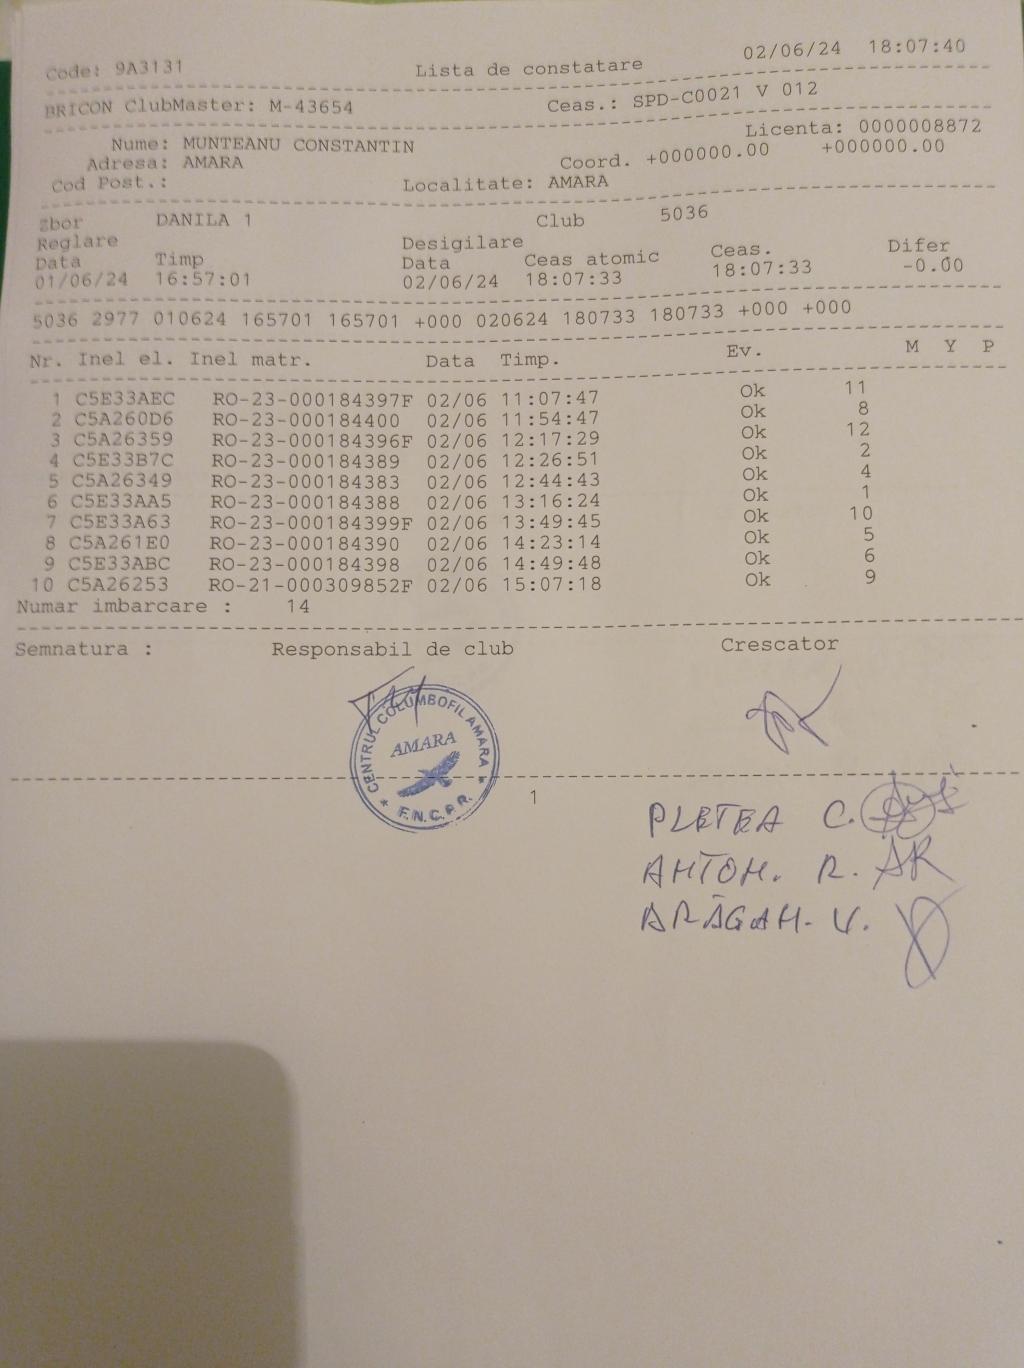 Code: 9A3131 Lista de constatare 02/06/24 18:07:40
BRICON ClubMaster: M-43654 Ceas.: SPD-C0021 V 012
Nume: MUNTEANU CONSTANTIN Licenta: 0000008872
Adresa: AMARA Coord. +000000.00 +000000.00
Cod Post.: Localitate: AMARA
Zbor DANILA 1 Club 5036
Reglare Desigilare
Data Timp Data Ceas atomic Ceas. Difer
01/06/24 16:57:01 02/06/24 18:07:33 18:07:33 -0.00
5036 2977 010624 165701 165701 +000 020624 180733 180733 +000 +000
Nr. Inel el. Inel matr. Data Timp. Ev. M Y P
1 C5E33AEC RO-23-000184397F 02/06 11:07:47 Ok 11
2 C5A260D6 RO-23-000184400 02/06 11:54:47 Ok 8
3 C5A26359 RO-23-000184396F 02/06 12:17:29 Ok 12
4 C5E33B7C RO-23-000184389 02/06 12:26:51 Ok 2
5 C5A26349 RO-23-000184383 02/06 12:44:43 Ok 4
6 C5E33AA5 RO-23-000184388 02/06 13:16:24 Ok 1
7 C5E33A63 RO-23-000184399F 02/06 13:49:45 Ok 10
8 C5A261E0 RO-23-000184390 02/06 14:23:14 Ok 5
9 C5E33ABC RO-23-000184398 02/06 14:49:48 Ok 6
10 C5A26253 RO-21-000309852F 02/06 15:07:18 Ok 9
Numar imbarcare : 14
Semnatura : Responsabil de club Crescator
CENTRUL COLUMBOFIL AMARA
AMARA
* F.N.C.P.R. *
1
PLETEA C.
ANTON. R.
DRĂGAN. V.